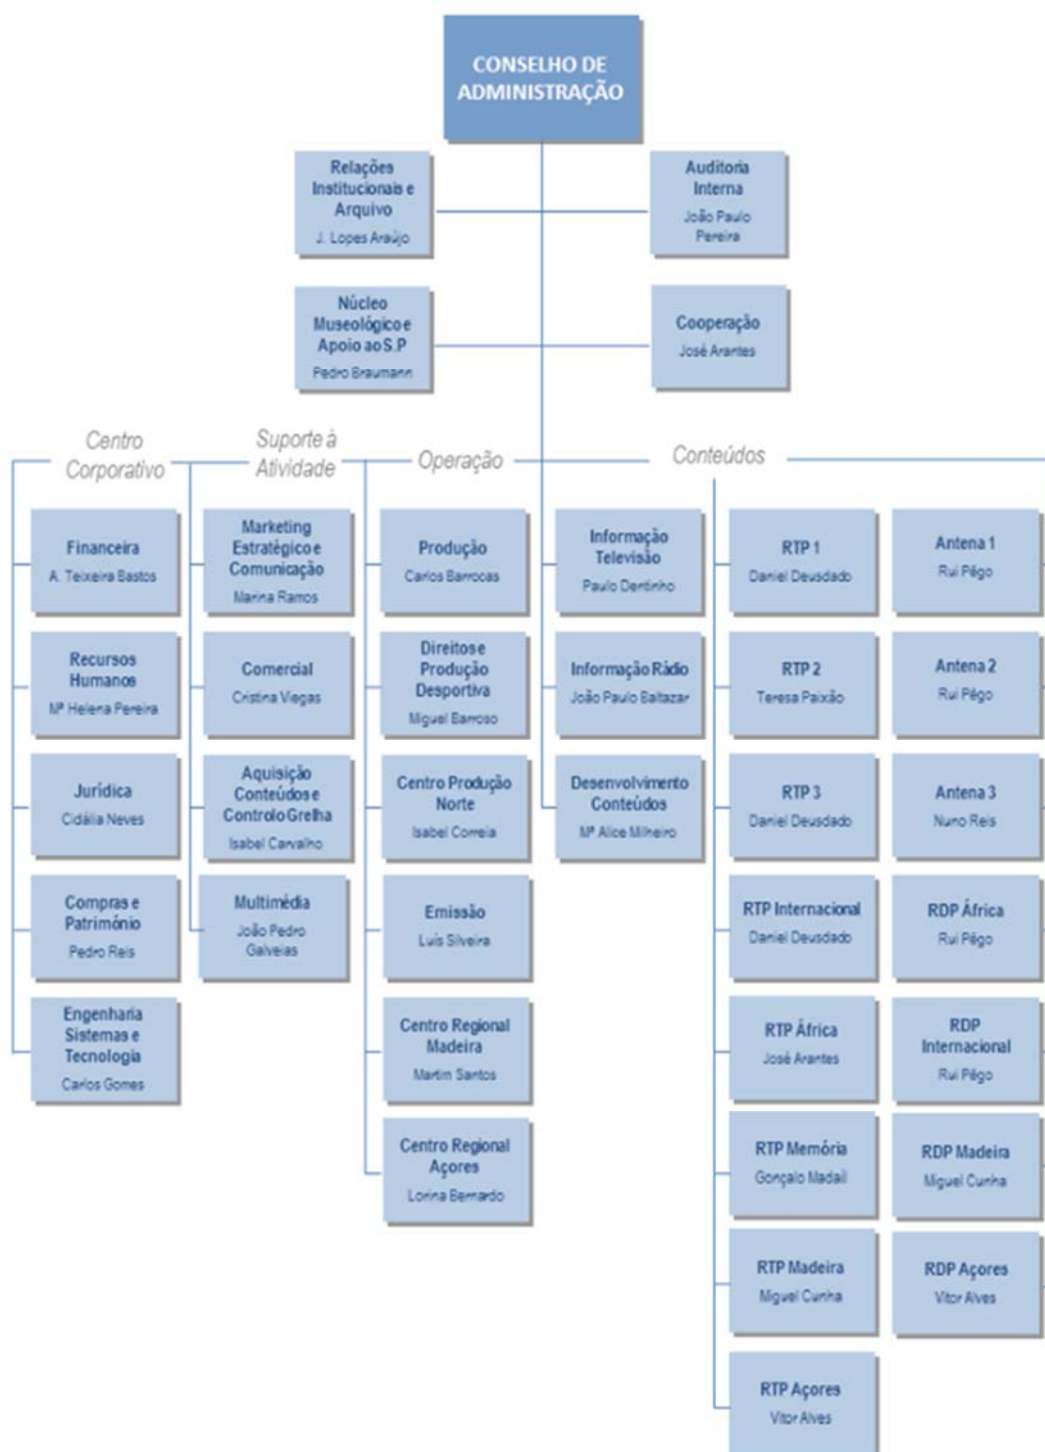 CONSELHO DE
ADMINISTRAÇÃO
Relações
Institucionais e
Arquivo
J. Lopes Araújo
Auditoria
Interna
João Paulo
Pereira
Núcleo
Museológico e
Apoio ao S.P
Pedro Braumann
Cooperação
José Arantes
Centro
Corporativo
Suporte à
Atividade
Operação
Conteúdos
Financeira
A. Teixeira Bastos
Recursos
Humanos
Mª Helena Pereira
Jurídica
Cidália Neves
Compras e
Património
Pedro Reis
Engenharia
Sistemas e
Tecnologia
Carlos Gomes
Marketing
Estratégico e
Comunicação
Marina Ramos
Comercial
Cristina Viegas
Aquisição
Conteúdos e
Controlo Grelha
Isabel Carvalho
Multimédia
João Pedro
Galveias
Produção
Carlos Barrocas
Direitos e
Produção
Desportiva
Miguel Barroso
Centro Produção
Norte
Isabel Correia
Emissão
Luís Silveira
Centro Regional
Madeira
Martim Santos
Centro Regional
Açores
Lorina Bernardo
Informação
Televisão
Paulo Dentinho
Informação Rádio
João Paulo Baltazar
Desenvolvimento
Conteúdos
Mª Alice Milheiro
RTP 1
Daniel Deusdado
RTP 2
Teresa Paixão
RTP 3
Daniel Deusdado
RTP Internacional
Daniel Deusdado
RTP África
José Arantes
RTP Memória
Gonçalo Madail
RTP Madeira
Miguel Cunha
RTP Açores
Vitor Alves
Antena 1
Rui Pêgo
Antena 2
Rui Pêgo
Antena 3
Nuno Reis
RDP África
Rui Pêgo
RDP
Internacional
Rui Pêgo
RDP Madeira
Miguel Cunha
RDP Açores
Vitor Alves